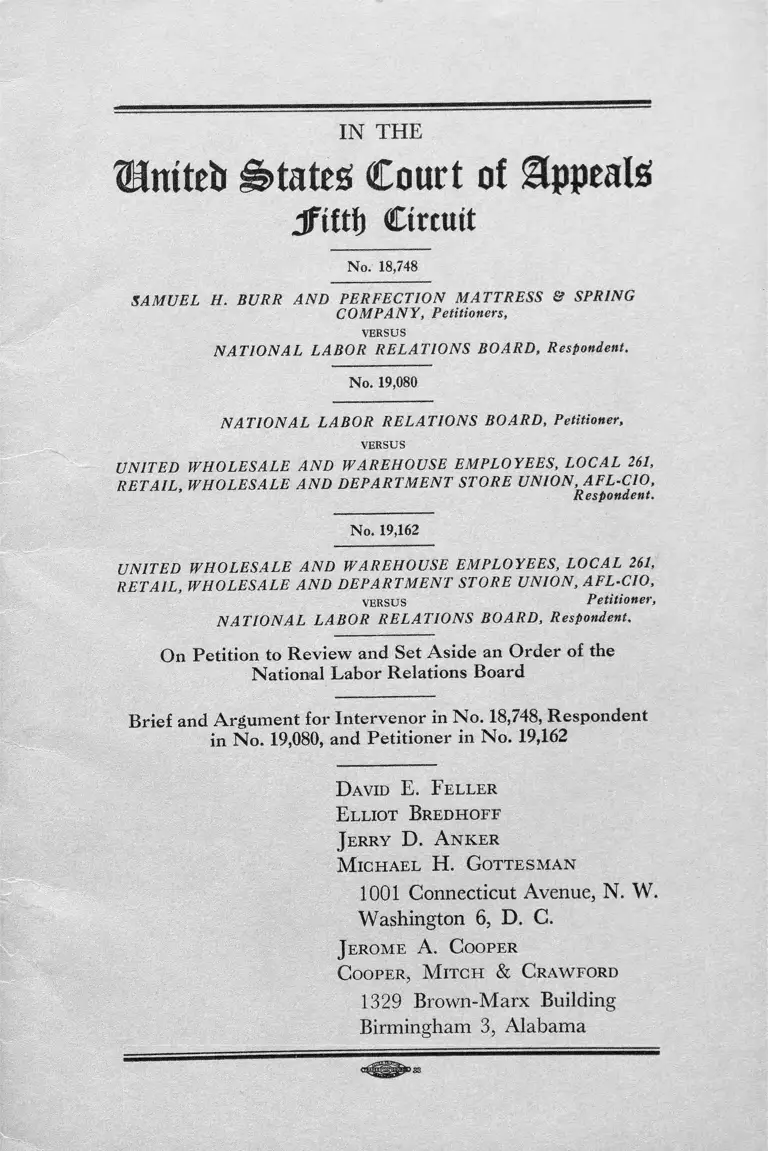 IN THE
United States Court of Appeals
Fifth Circuit
No. 18,748
SAMUEL H. BURR AND PERFECTION MATTRESS & SPRING
COMPANY, Petitioners,
VERSUS
NATIONAL LABOR RELATIONS BOARD, Respondent.
No. 19,080
NATIONAL LABOR RELATIONS BOARD, Petitioner,
VERSUS
UNITED WHOLESALE AND WAREHOUSE EMPLOYEES, LOCAL 261,
RETAIL, WHOLESALE AND DEPARTMENT STORE UNION, AFL-CIO,
Respondent.
No. 19,162
UNITED WHOLESALE AND WAREHOUSE EMPLOYEES, LOCAL 261,
RETAIL, WHOLESALE AND DEPARTMENT STORE UNION, AFL-CIO,
VERSUS Petitioner,
NATIONAL LABOR RELATIONS BOARD, Respondent.
On Petition to Review and Set Aside an Order of the
National Labor Relations Board
Brief and Argument for Intervenor in No. 18,748, Respondent
in No. 19,080, and Petitioner in No. 19,162
DAVID E. FELLER
ELLIOT BREDHOFF
JERRY D. ANKER
MICHAEL H. GOTTESMAN
1001 Connecticut Avenue, N. W.
Washington 6, D. C.
JEROME A. COOPER
COOPER, MITCH & CRAWFORD
1329 Brown-Marx Building
Birmingham 3, Alabama